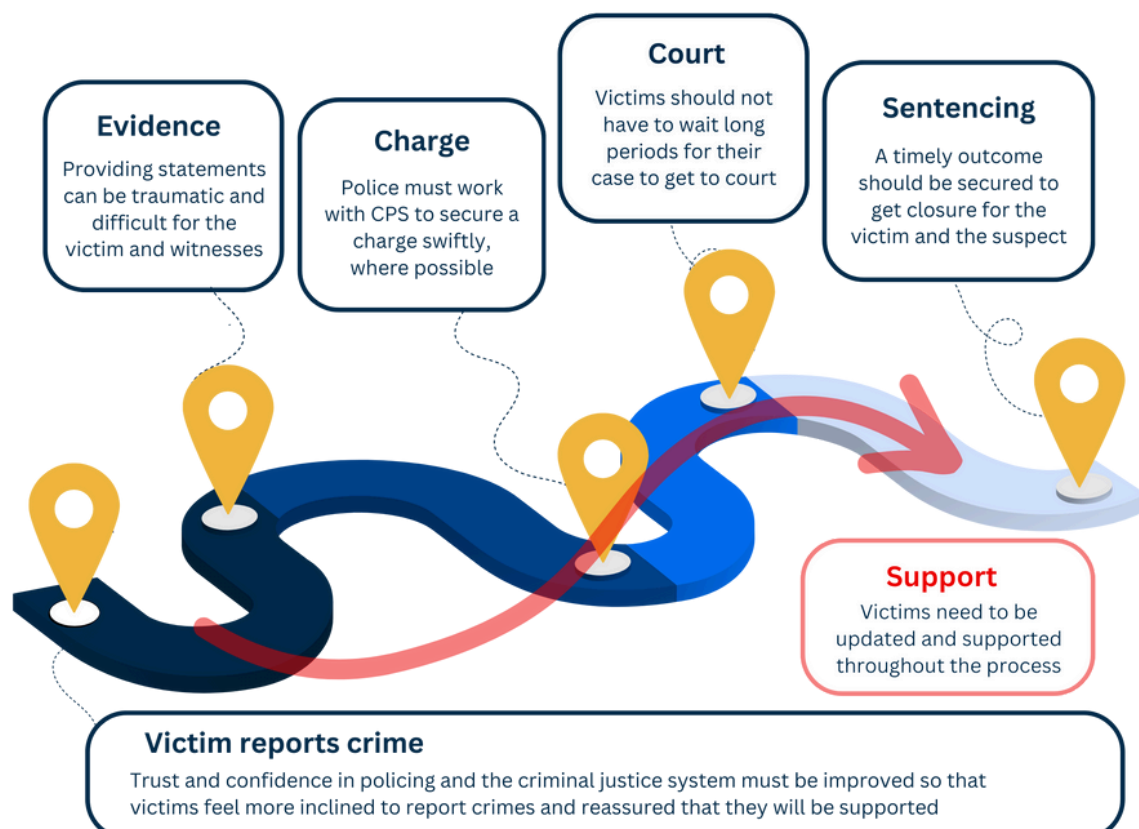 Evidence
Providing statements
can be traumatic and
difficult for the
victim and witnesses
Charge
Police must work
with CPS to secure a
charge swiftly,
where possible
Court
Victims should not
have to wait long
periods for their
case to get to court
Sentencing
A timely outcome
should be secured to
get closure for the
victim and the suspect
Support
Victims need to be
updated and supported
throughout the process
Victim reports crime
Trust and confidence in policing and the criminal justice system must be improved so that
victims feel more inclined to report crimes and reassured that they will be supported